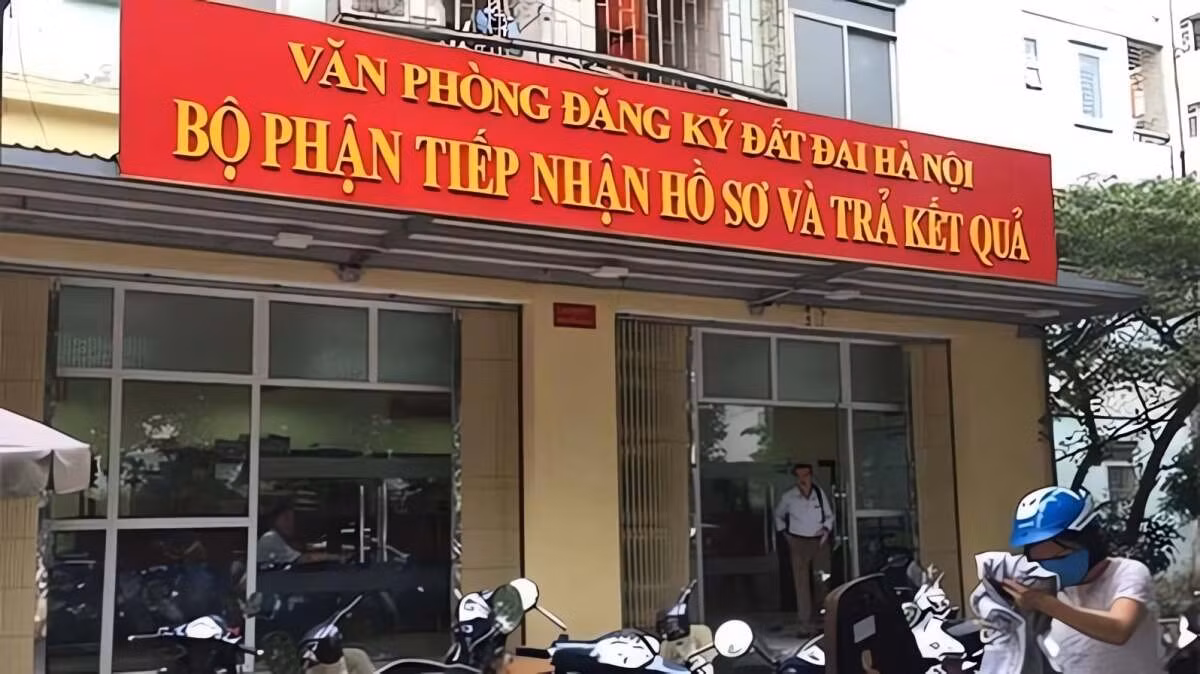 VĂN PHÒNG ĐĂNG KÝ ĐẤT ĐAI HÀ NỘI
BỘ PHẬN TIẾP NHẬN HỒ SƠ VÀ TRẢ KẾT QUẢ